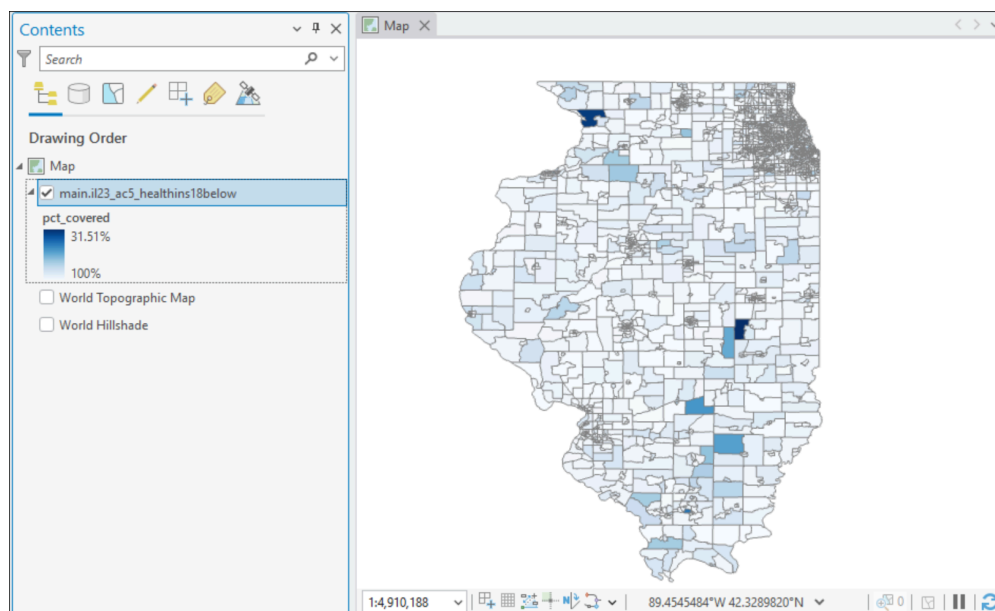 Contents
Search
Drawing Order
Map
main.il23_ac5_healthins18below
pct_covered
31.51%
100%
World Topographic Map
World Hillshade
Map
1:4,910,188
N
89.4545484°W 42.3289820°N
0